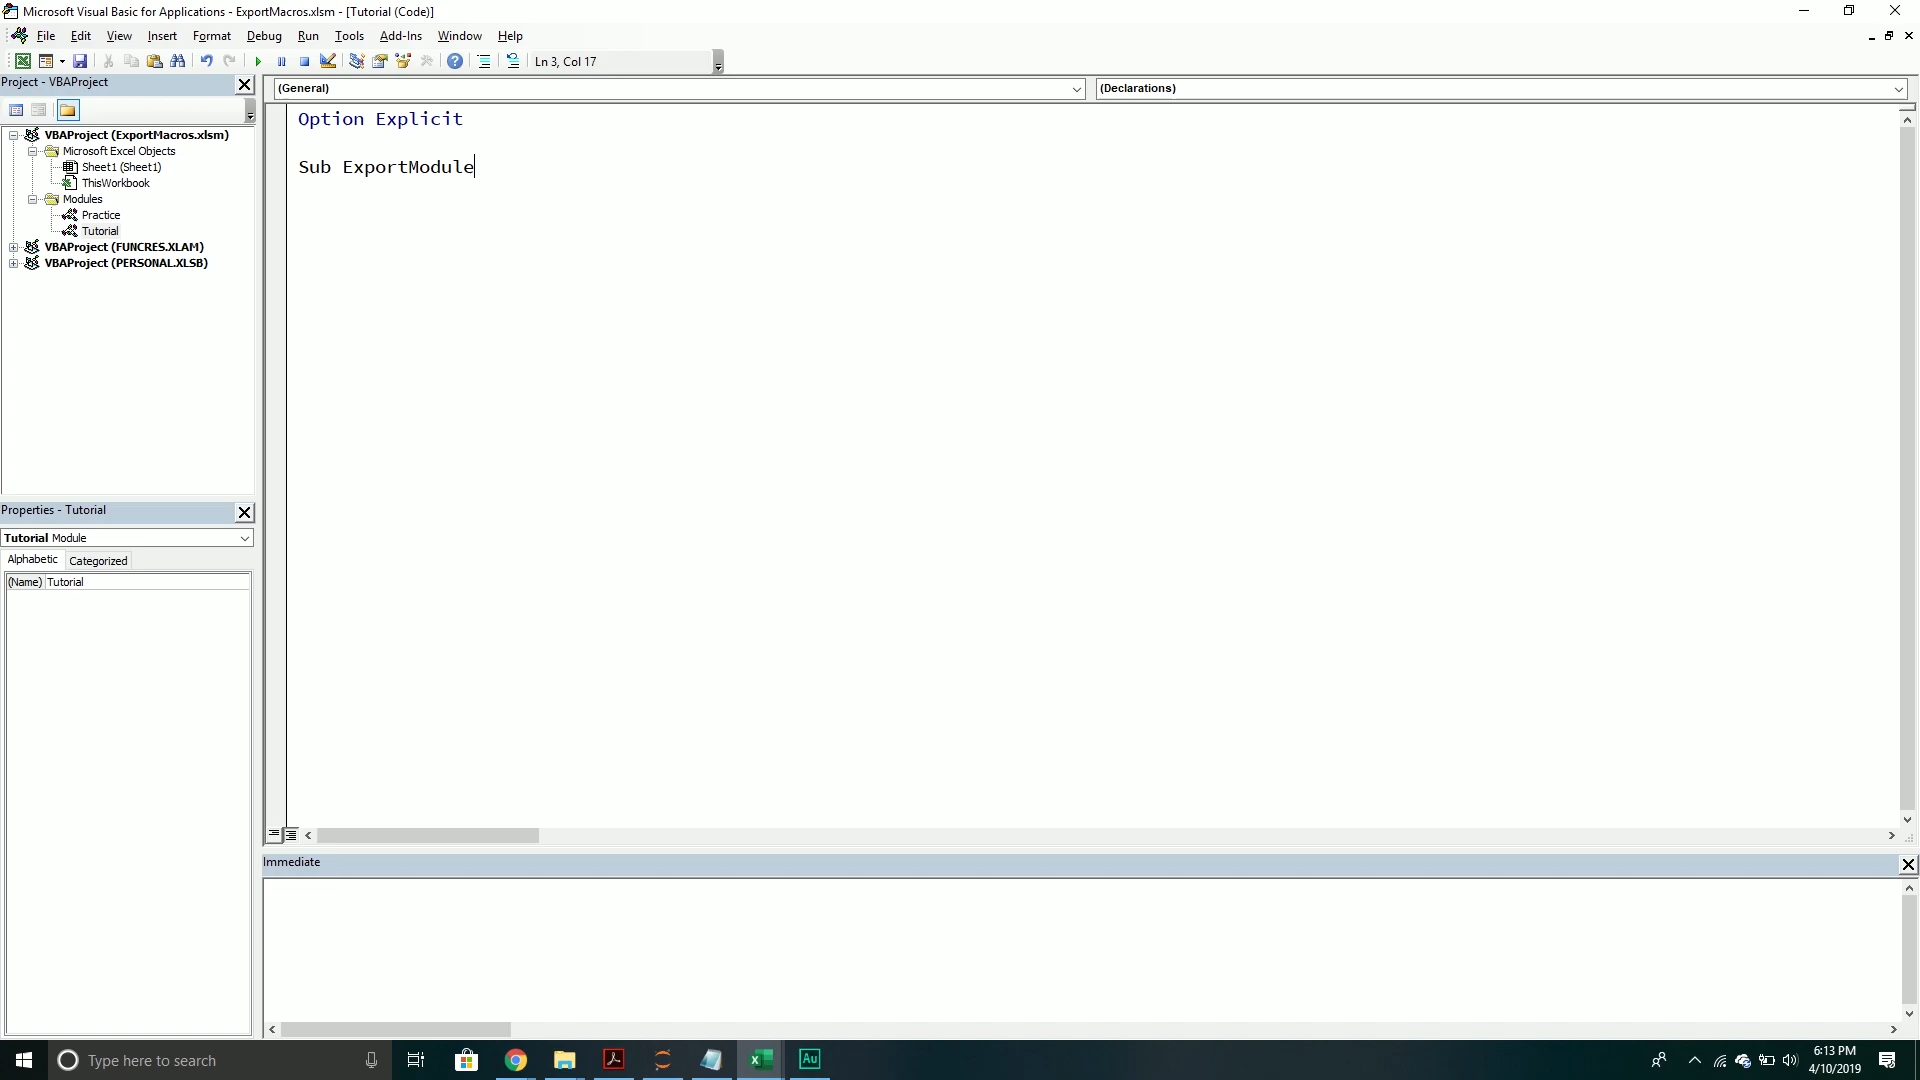 Microsoft Visual Basic for Applications - ExportMacros.xlsm - [Tutorial (Code)]
File Edit View Insert Format Debug Run Tools Add-Ins Window Help
Ln 3, Col 17
Project - VBAProject
(General) (Declarations)
VBAProject (ExportMacros.xlsm)
Microsoft Excel Objects
Sheet1 (Sheet1)
ThisWorkbook
Modules
Practice
Tutorial
VBAProject (FUNCRES.XLAM)
VBAProject (PERSONAL.XLSB)
Option Explicit
Sub ExportModule
Properties - Tutorial
Tutorial Module
Alphabetic Categorized
(Name) Tutorial
Immediate
Type here to search
Au
6:13 PM
4/10/2019